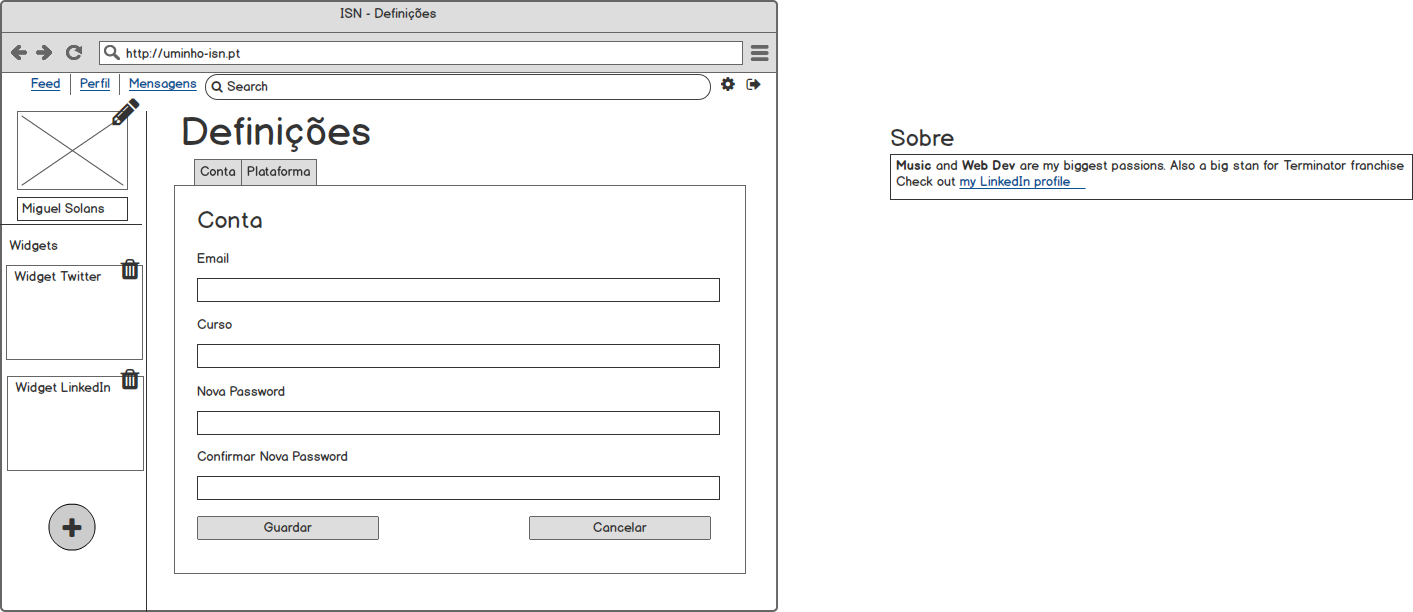 ISN - Definições
http://uminho-isn.pt
Feed Perfil Mensagens Search
Miguel Solans
Widgets
Widget Twitter
Widget LinkedIn
Definições
Conta Plataforma
Conta
Email
Curso
Nova Password
Confirmar Nova Password
Guardar Cancelar
Sobre
Music and Web Dev are my biggest passions. Also a big stan for Terminator franchise
Check out my LinkedIn profile